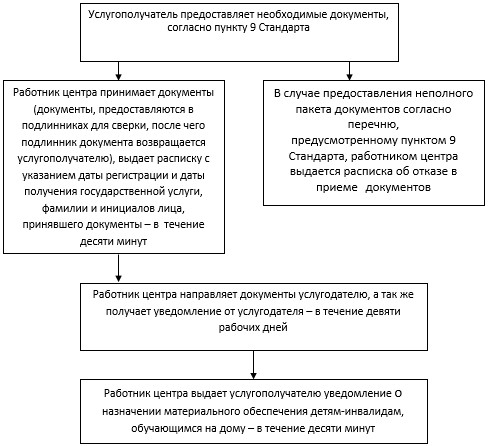 Услугополучатель предоставляет необходимые документы,
согласно пункту 9 Стандарта
Работник центра принимает документы
(документы, предоставляются в
подлинниках для сверки, после чего
подлинник документа возвращается
услугополучателю), выдает расписку с
указанием даты регистрации и даты
получения государственной услуги,
фамилии и инициалов лица,
принявшего документы – в течение
десяти минут
В случае предоставления неполного
пакета документов согласно
перечню,
предусмотренному пунктом 9
Стандарта, работником центра
выдается расписка об отказе в
приеме документов
Работник центра направляет документы услугодателю, а так же
получает уведомление от услугодателя – в течение девяти
рабочих дней
Работник центра выдает услугополучателю уведомление о
назначении материального обеспечения детям-инвалидам,
обучающимся на дому – в течение десяти минут